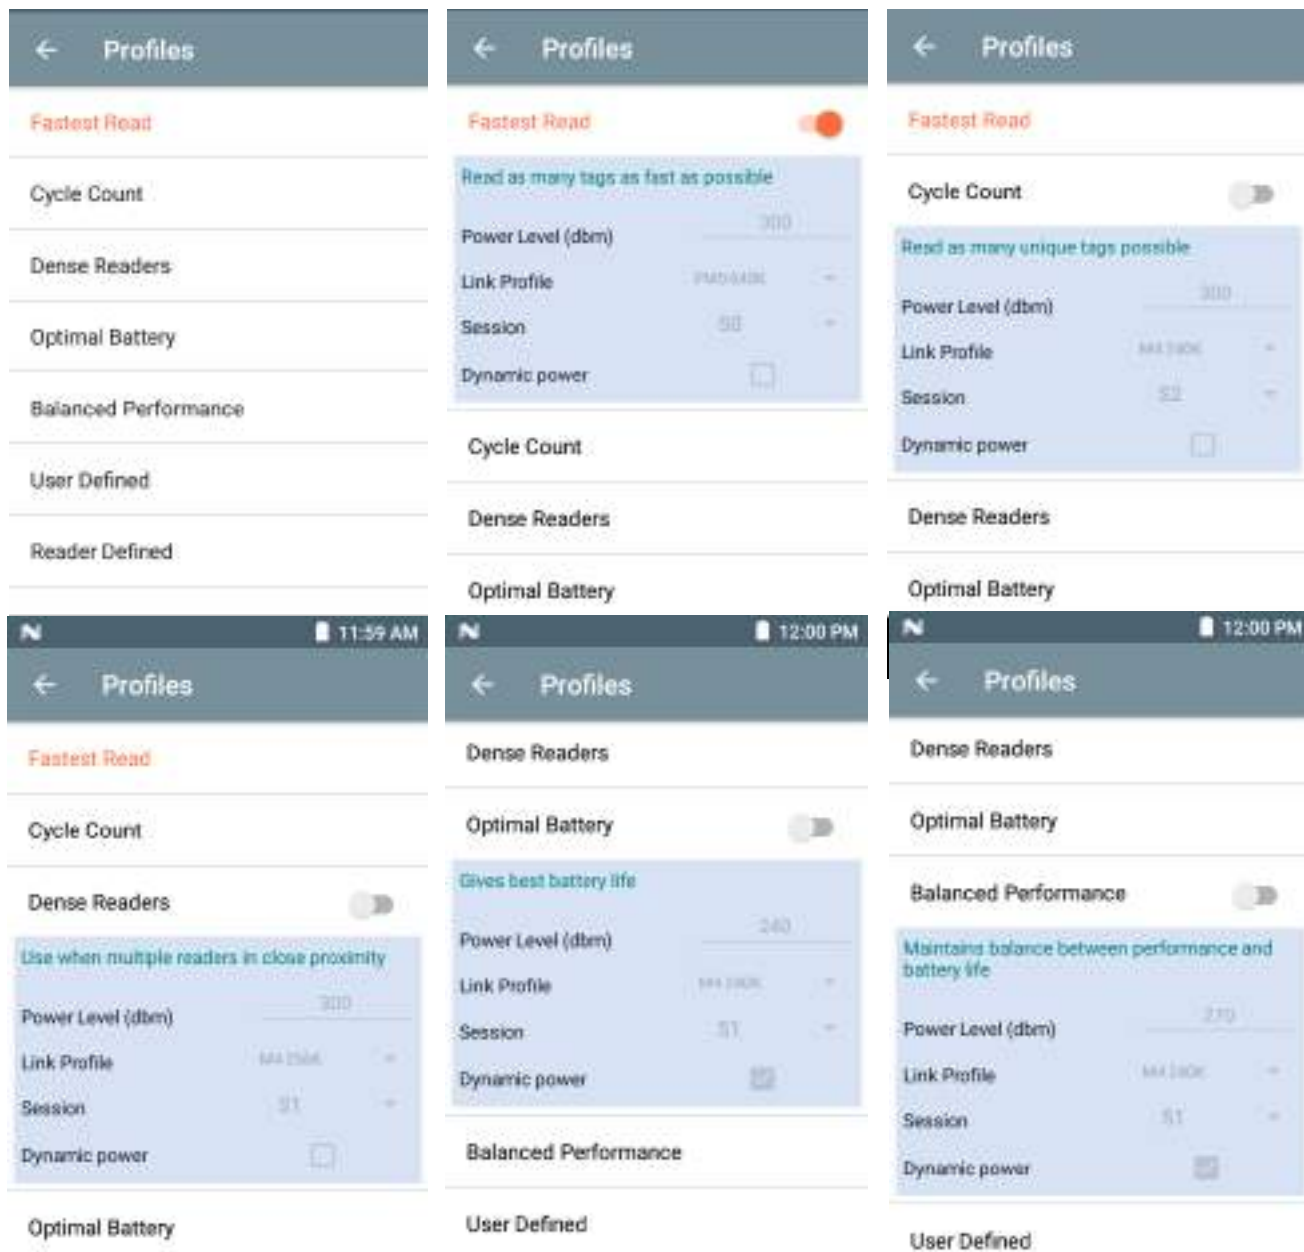 Profiles
Fastest Read
Cycle Count
Dense Readers
Optimal Battery
Balanced Performance
User Defined
Reader Defined
Profiles
Fastest Read
Read as many tags as fast as possible
Power Level (dbm) 300
Link Profile
Session S0
Dynamic power
Cycle Count
Dense Readers
Optimal Battery
Profiles
Fastest Read
Cycle Count
Read as many unique tags possible
Power Level (dbm) 300
Link Profile
Session S2
Dynamic power
Dense Readers
Optimal Battery
11:59 AM
Profiles
Fastest Read
Cycle Count
Dense Readers
Use when multiple readers in close proximity
Power Level (dbm) 300
Link Profile
Session S1
Dynamic power
Optimal Battery
12:00 PM
Profiles
Dense Readers
Optimal Battery
Gives best battery life
Power Level (dbm) 240
Link Profile
Session S1
Dynamic power
Balanced Performance
User Defined
12:00 PM
Profiles
Dense Readers
Optimal Battery
Balanced Performance
Maintains balance between performance and
battery life
Power Level (dbm) 270
Link Profile
Session S1
Dynamic power
User Defined